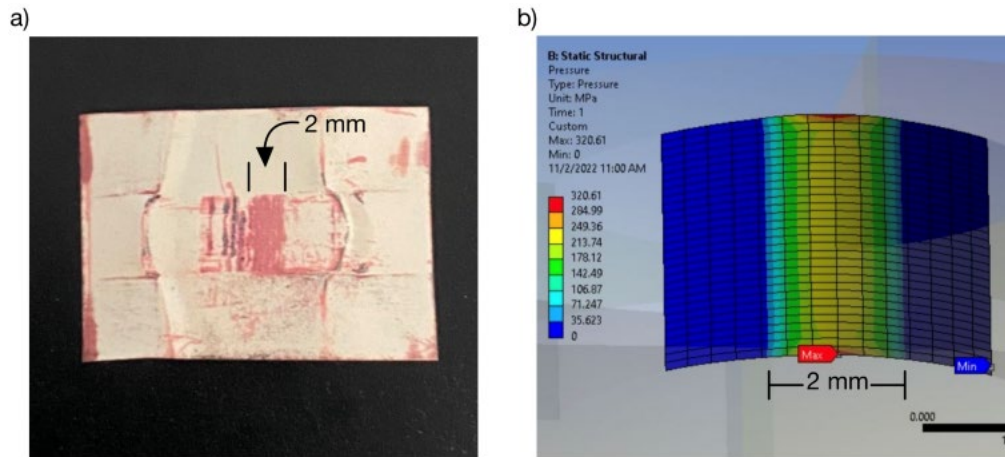 a)
2 mm
b)
B: Static Structural
Pressure
Type: Pressure
Unit: MPa
Time: 1
Custom
Max: 320.61
Min: 0
11/2/2022 11:00 AM
320.61
284.99
249.36
213.74
178.12
142.49
106.87
71.247
35.623
0
Max
Min
2 mm
0.000
1